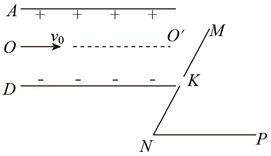 A
+ + + +
O v₀ O′ M
- - - -
D K
N P